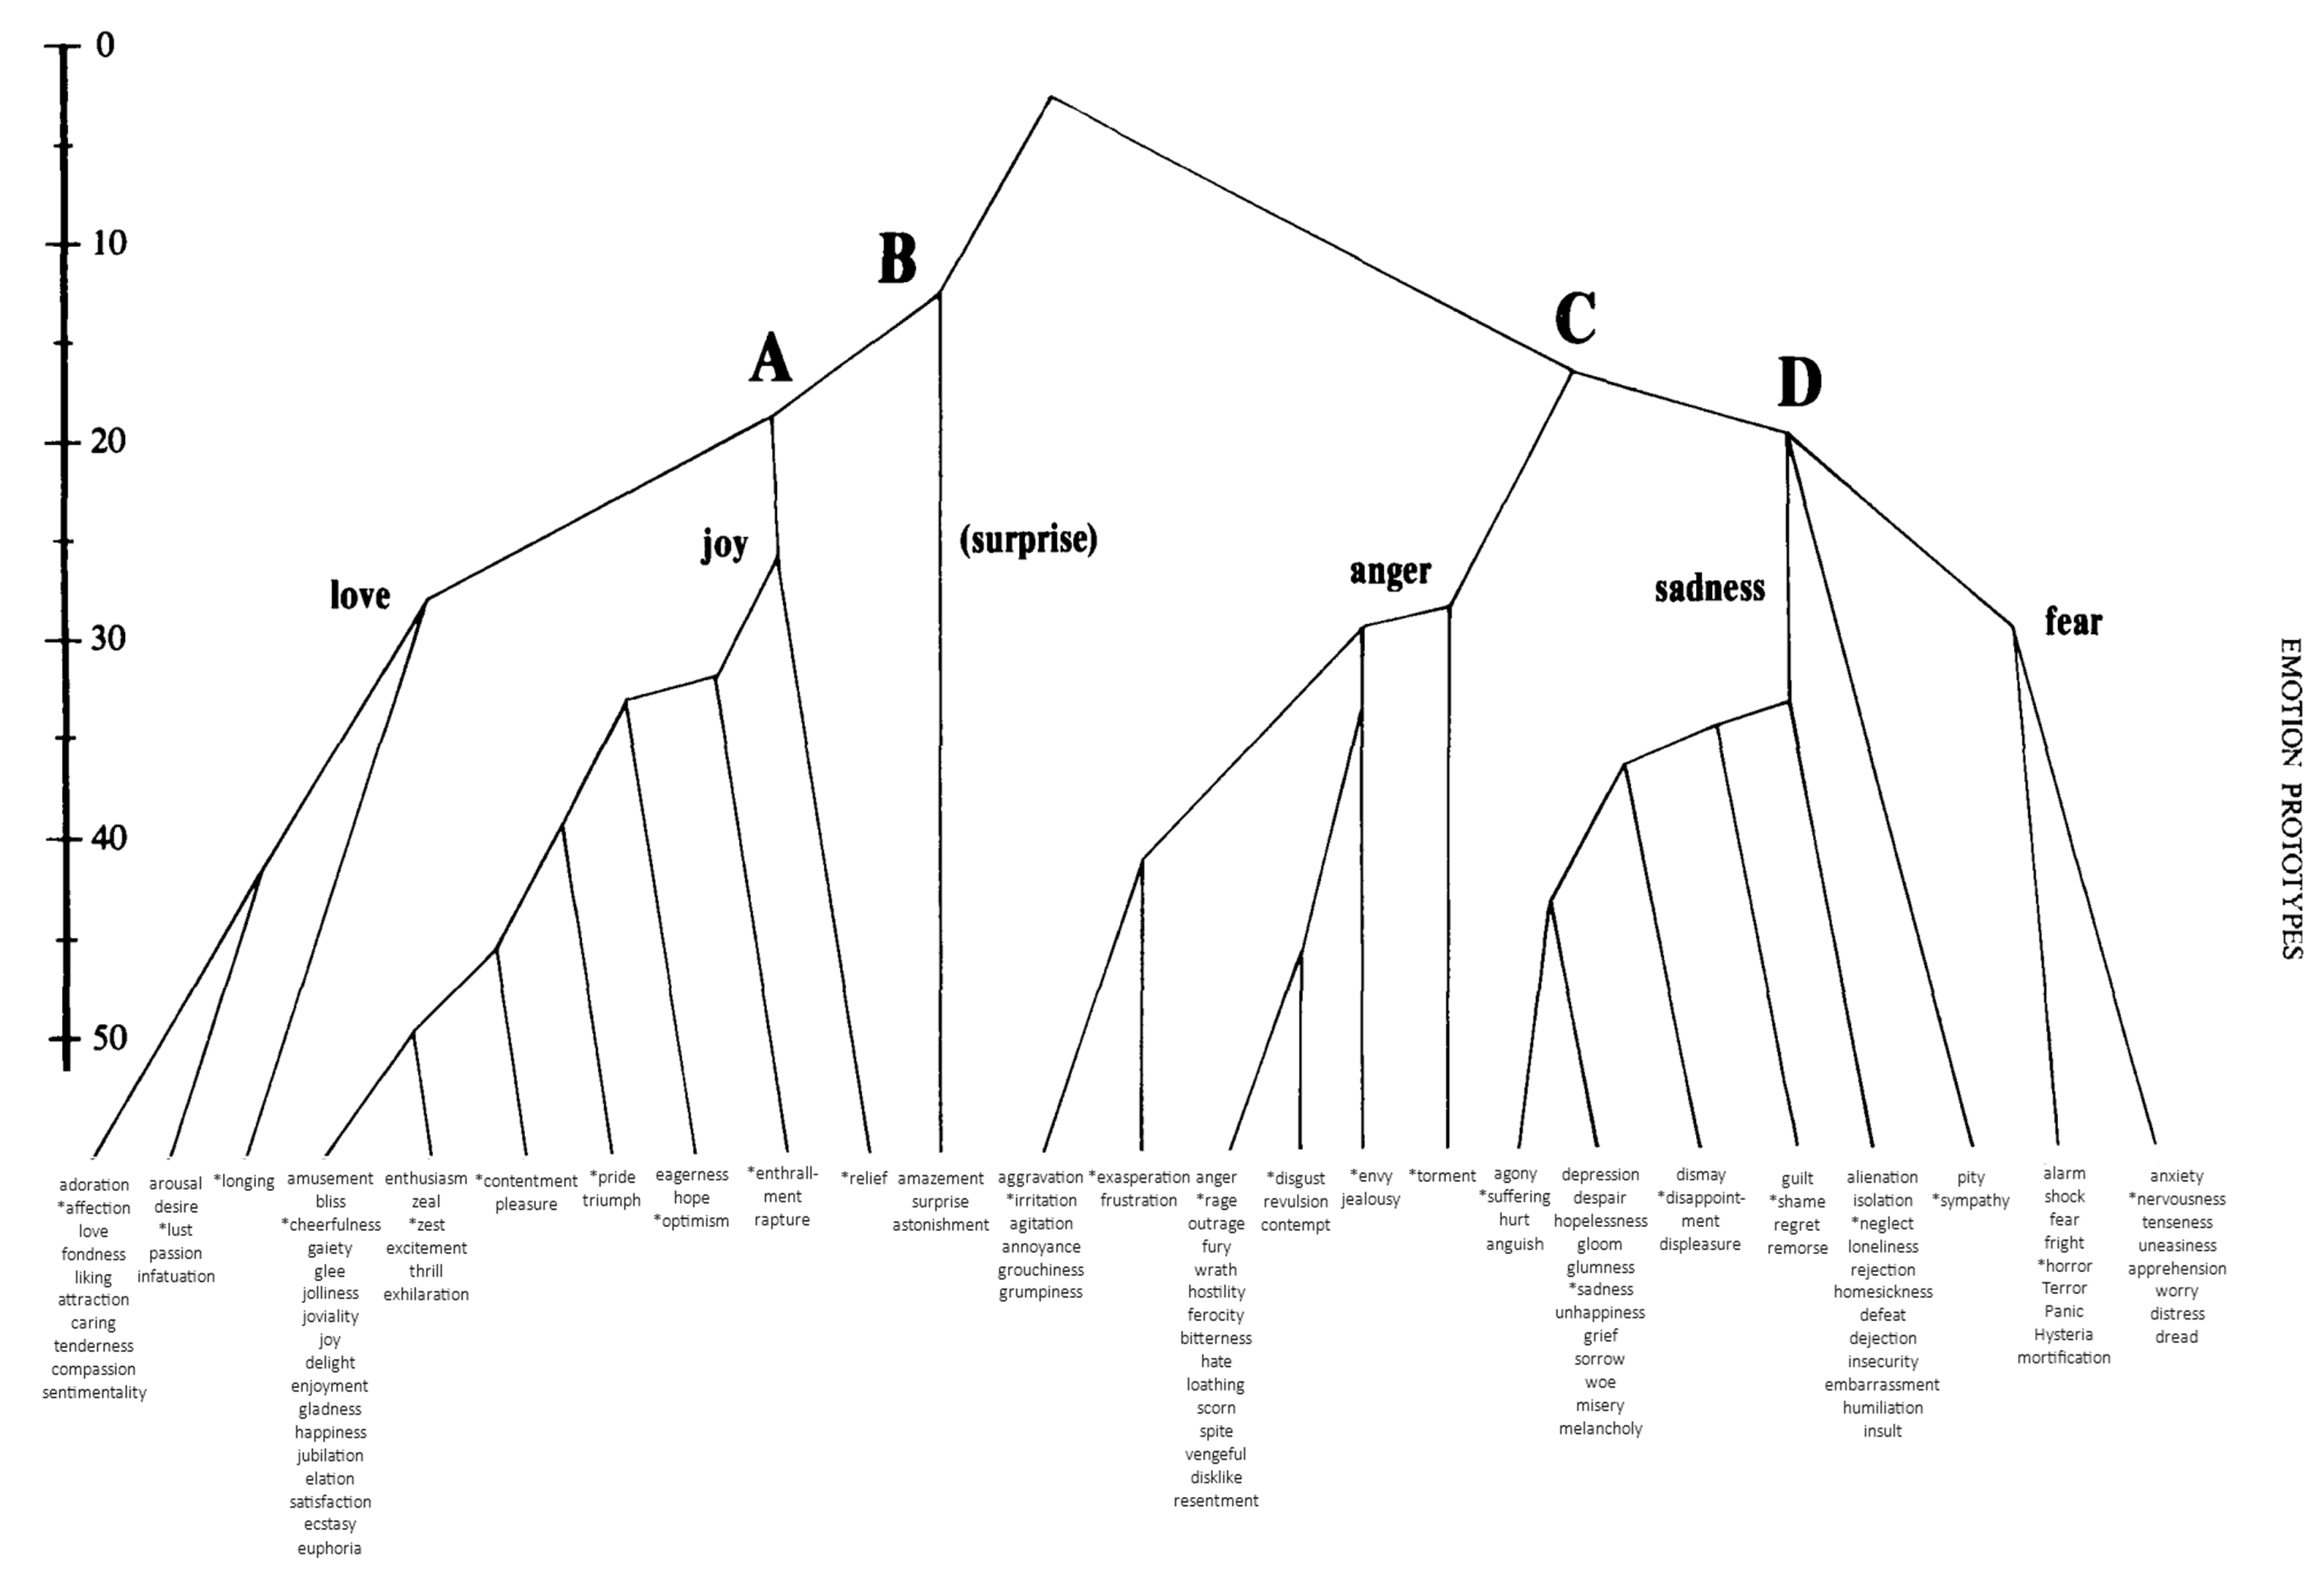 0
10
20
30
40
50
B
A
C
D
love
joy
(surprise)
anger
sadness
fear
EMOTION PROTOTYPES
adoration
*affection
love
fondness
liking
attraction
caring
tenderness
compassion
sentimentality
arousal
desire
*lust
passion
infatuation
*longing
amusement
bliss
*cheerfulness
gaiety
glee
jolliness
joviality
joy
delight
enjoyment
gladness
happiness
jubilation
elation
satisfaction
ecstasy
euphoria
enthusiasm
zeal
*zest
excitement
thrill
exhilaration
*contentment
pleasure
*pride
triumph
eagerness
hope
*optimism
*enthrall-
ment
rapture
*relief
amazement
surprise
astonishment
aggravation
*irritation
agitation
annoyance
grouchiness
grumpiness
*exasperation
frustration
anger
*rage
outrage
fury
wrath
hostility
ferocity
bitterness
hate
loathing
scorn
spite
vengeful
disklike
resentment
*disgust
revulsion
contempt
*envy
jealousy
*torment
agony
*suffering
hurt
anguish
depression
despair
hopelessness
gloom
glumness
*sadness
unhappiness
grief
sorrow
woe
misery
melancholy
dismay
*disappoint-
ment
displeasure
guilt
*shame
regret
remorse
alienation
isolation
*neglect
loneliness
rejection
homesickness
defeat
dejection
insecurity
embarrassment
humiliation
insult
pity
*sympathy
alarm
shock
fear
fright
*horror
Terror
Panic
Hysteria
mortification
anxiety
*nervousness
tenseness
uneasiness
apprehension
worry
distress
dread